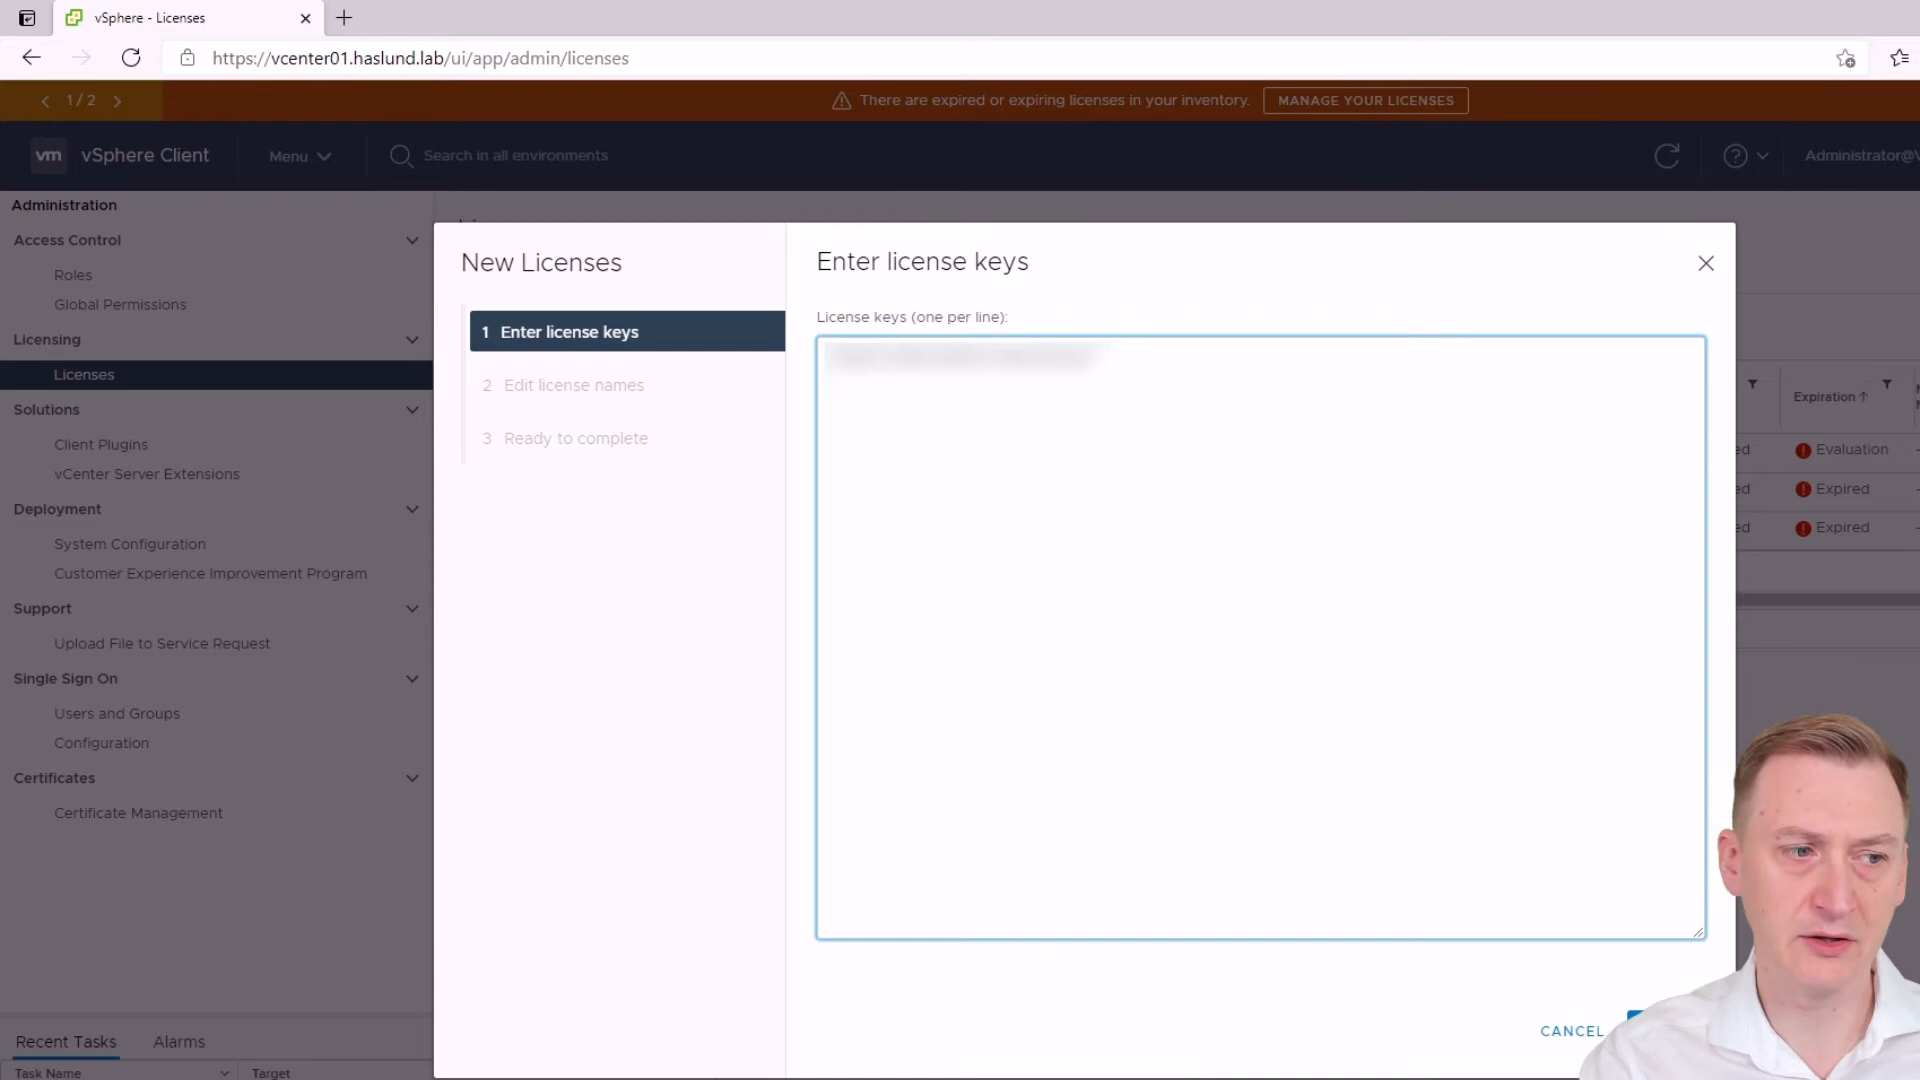 vSphere - Licenses
https://vcenter01.haslund.lab/ui/app/admin/licenses
1 / 2
There are expired or expiring licenses in your inventory.
MANAGE YOUR LICENSES
vm
vSphere Client
Menu
Search in all environments
Administrator@V
Administration
Access Control
Roles
Global Permissions
Licensing
Licenses
Solutions
Client Plugins
vCenter Server Extensions
Deployment
System Configuration
Customer Experience Improvement Program
Support
Upload File to Service Request
Single Sign On
Users and Groups
Configuration
Certificates
Certificate Management
New Licenses
1 Enter license keys
2 Edit license names
3 Ready to complete
Enter license keys
License keys (one per line):
CANCEL
Expiration
ed
Evaluation
ed
Expired
ed
Expired
Recent Tasks
Alarms
Task Name
Target